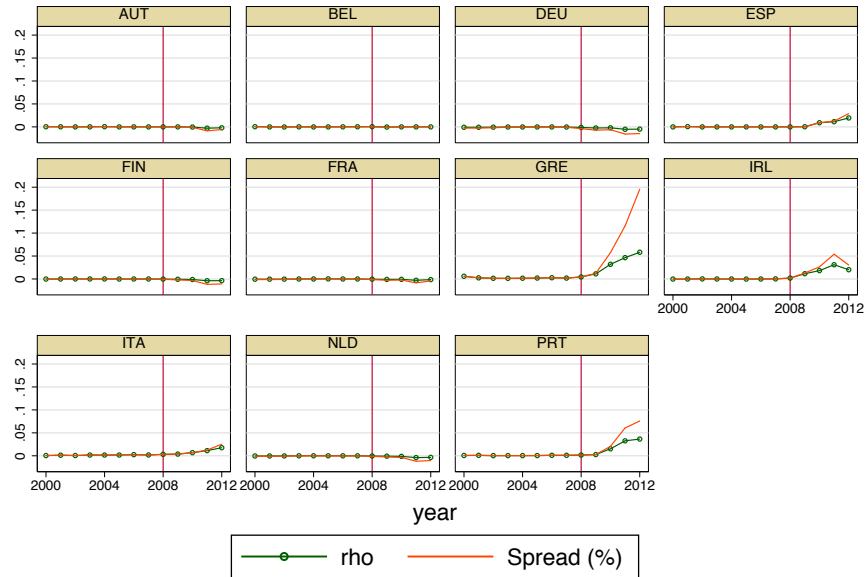 AUT BEL DEU ESP
.2
.15
.1
.05
0
FIN FRA GRE IRL
.2
.15
.1
.05
0
2000 2004 2008 2012
ITA NLD PRT
.2
.15
.1
.05
0
2000 2004 2008 2012 2000 2004 2008 2012 2000 2004 2008 2012
year
rho Spread (%)